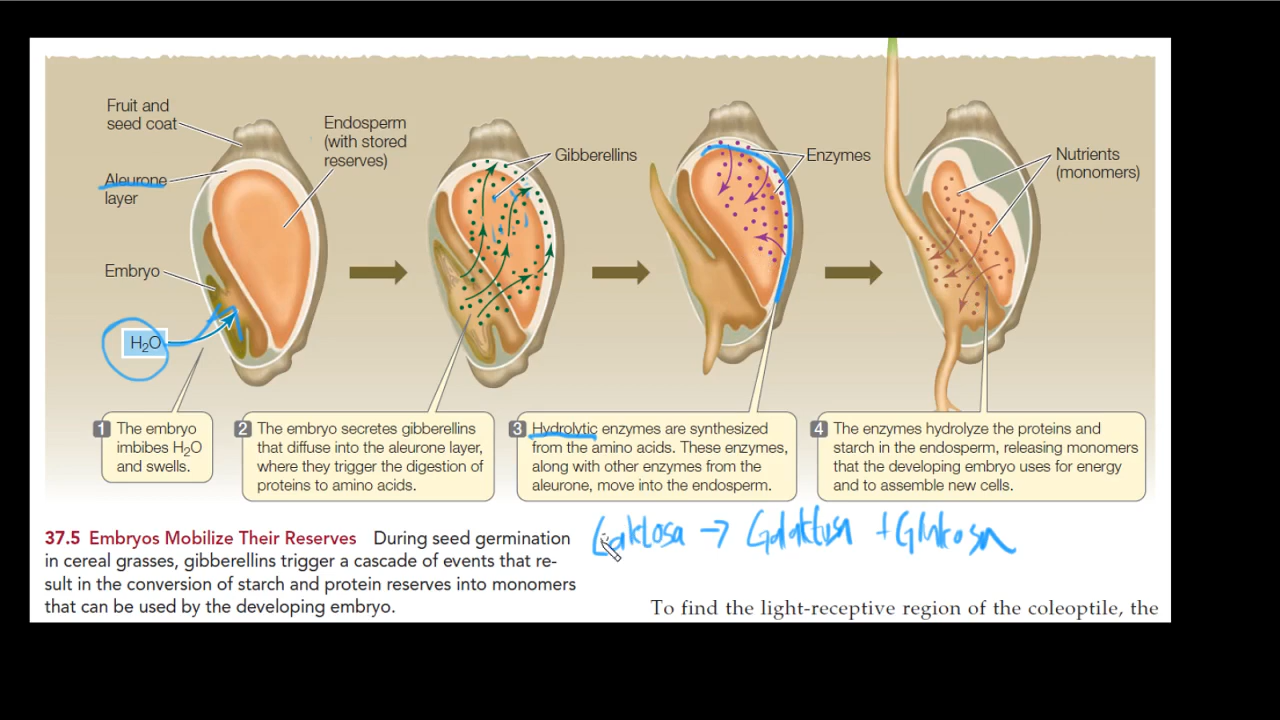 Fruit and
seed coat
Endosperm
(with stored
reserves)
Aleurone
layer
Embryo
H₂O
Gibberellins
Enzymes
Nutrients
(monomers)
1 The embryo
imbibes H₂O
and swells.
2 The embryo secretes gibberellins
that diffuse into the aleurone layer,
where they trigger the digestion of
proteins to amino acids.
3 Hydrolytic enzymes are synthesized
from the amino acids. These enzymes,
along with other enzymes from the
aleurone, move into the endosperm.
4 The enzymes hydrolyze the proteins and
starch in the endosperm, releasing monomers
that the developing embryo uses for energy
and to assemble new cells.
Laktosa → Galaktosa + Glukosa
37.5 Embryos Mobilize Their Reserves During seed germination
in cereal grasses, gibberellins trigger a cascade of events that re-
sult in the conversion of starch and protein reserves into monomers
that can be used by the developing embryo.
To find the light-receptive region of the coleoptile, the